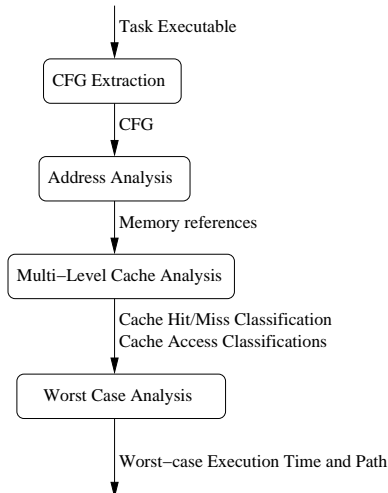 Task Executable
CFG Extraction
CFG
Address Analysis
Memory references
Multi−Level Cache Analysis
Cache Hit/Miss Classification
Cache Access Classifications
Worst Case Analysis
Worst−case Execution Time and Path